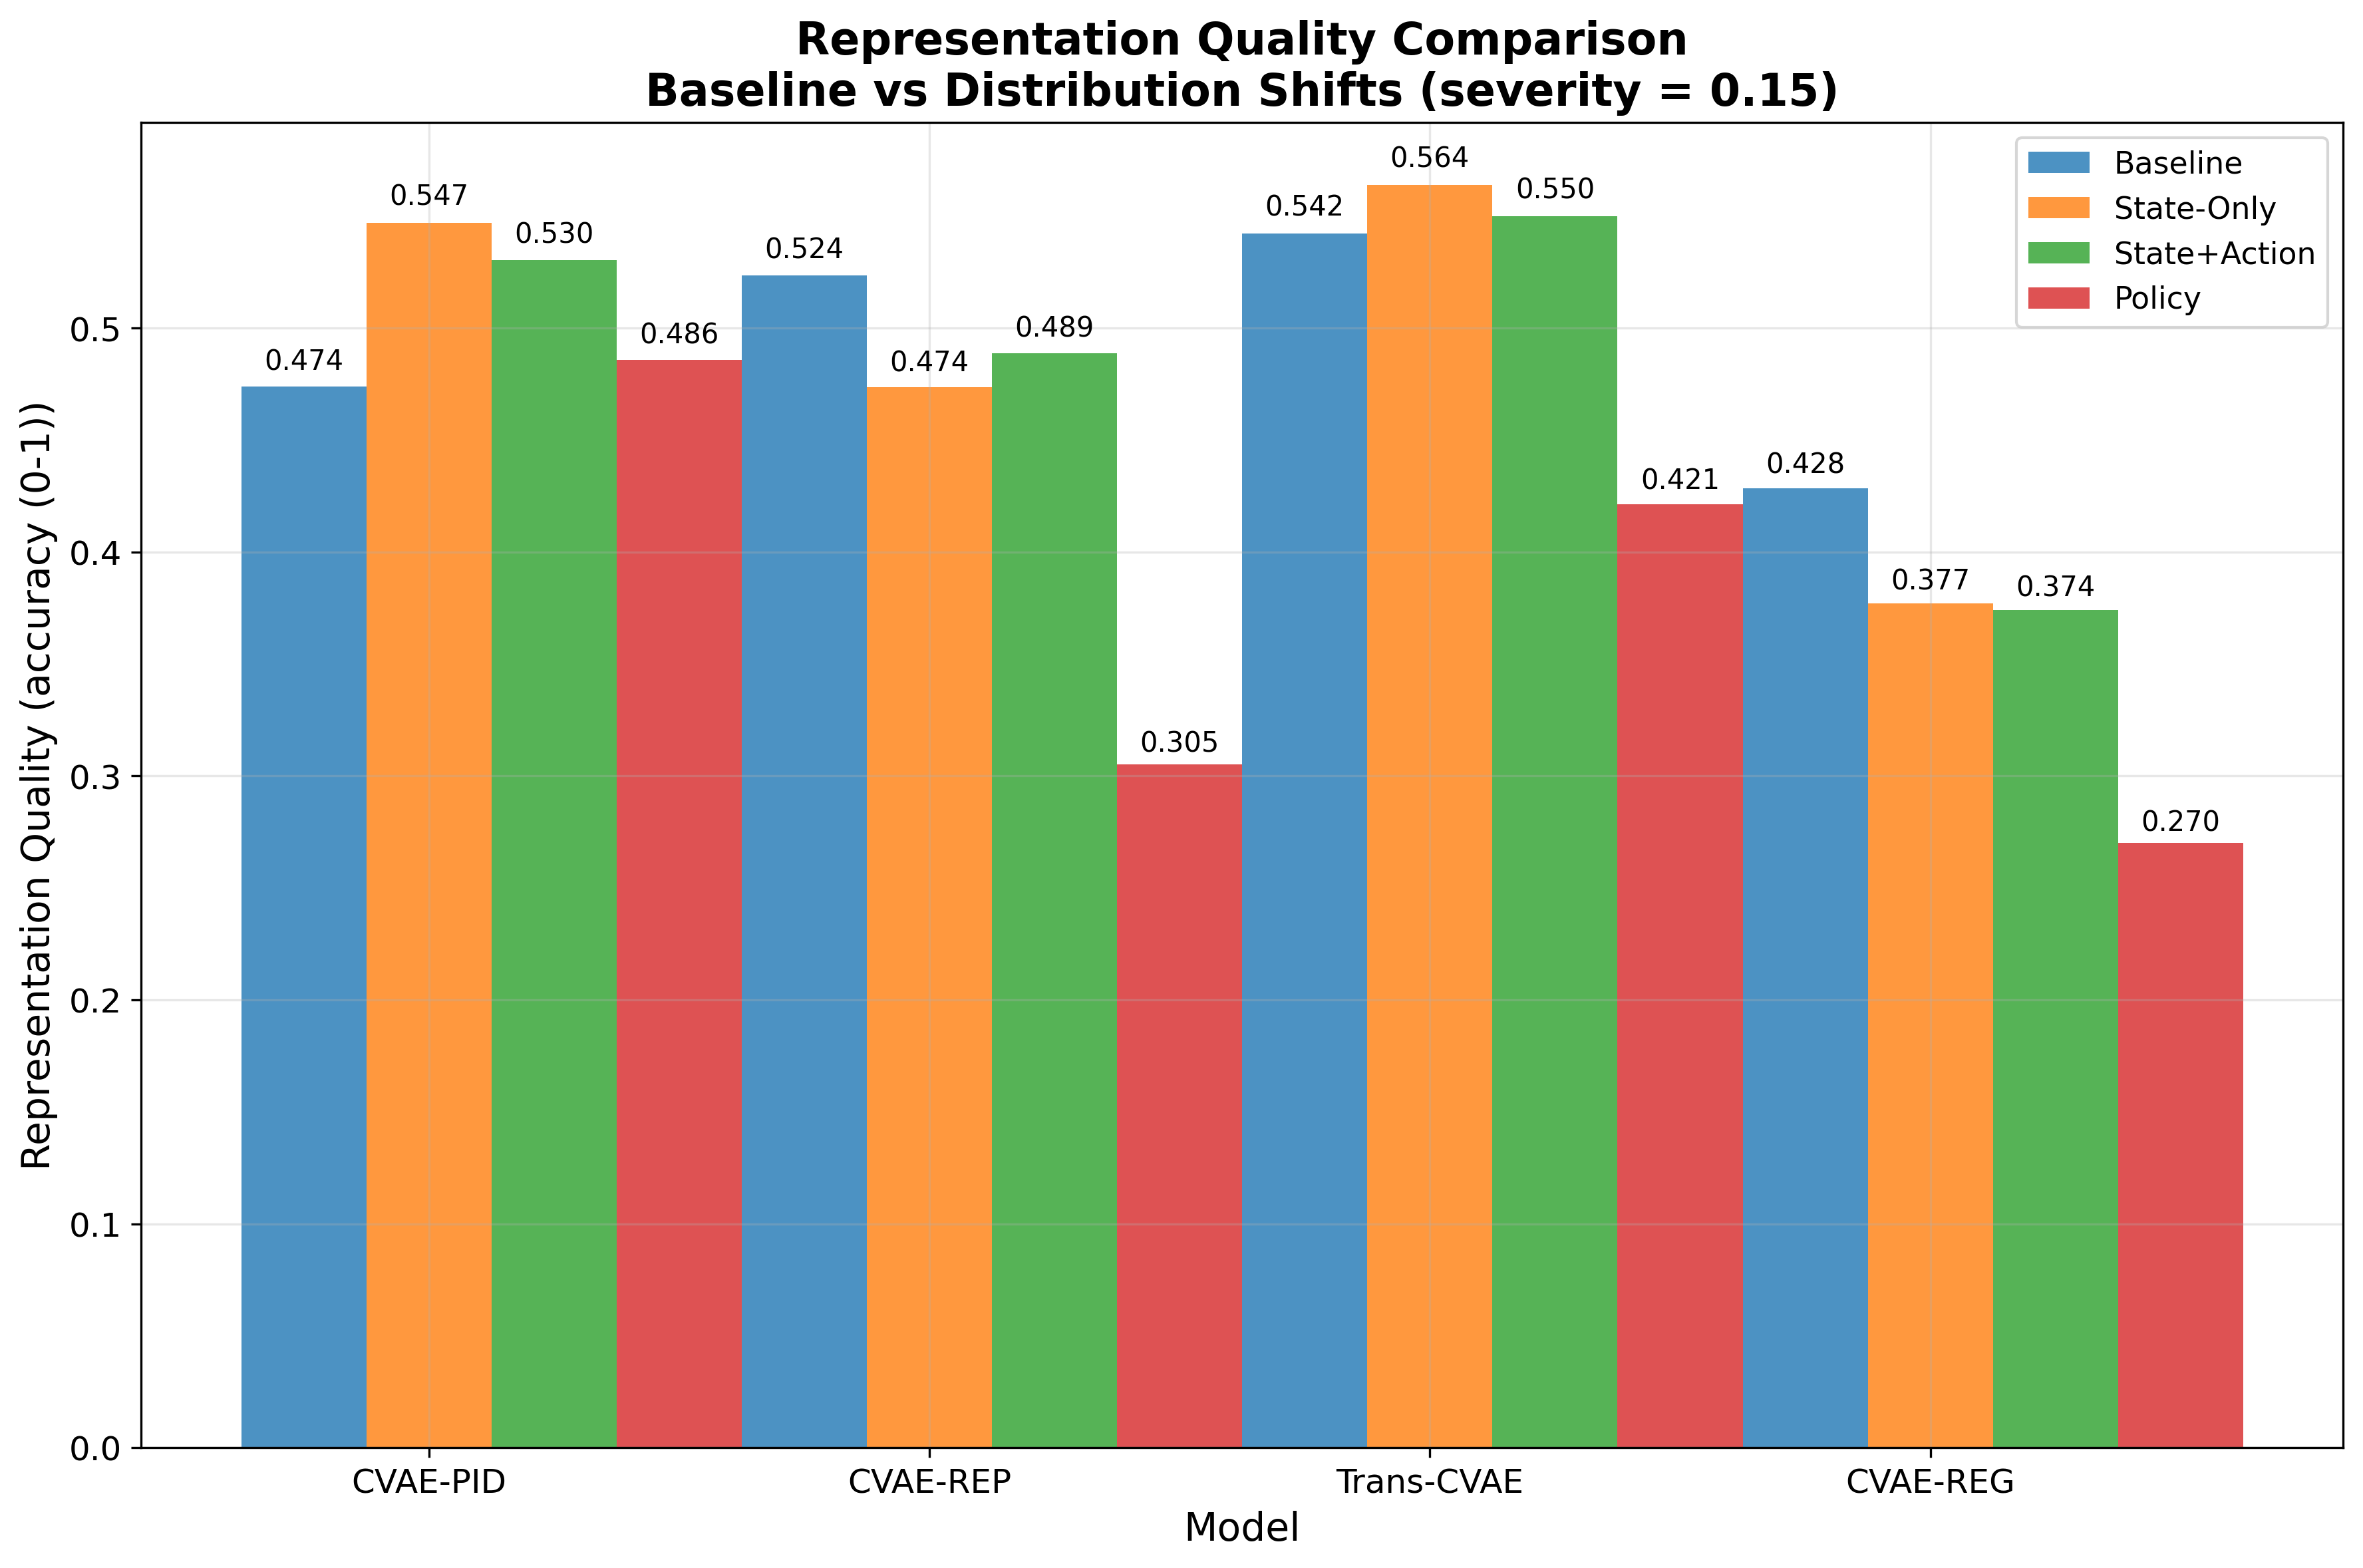 Representation Quality Comparison
Baseline vs Distribution Shifts (severity = 0.15)
Baseline
State-Only
State+Action
Policy
0.474
0.547
0.530
0.486
0.524
0.474
0.489
0.305
0.542
0.564
0.550
0.421
0.428
0.377
0.374
0.270
Representation Quality (accuracy (0-1))
0.5
0.4
0.3
0.2
0.1
0.0
CVAE-PID
CVAE-REP
Trans-CVAE
CVAE-REG
Model